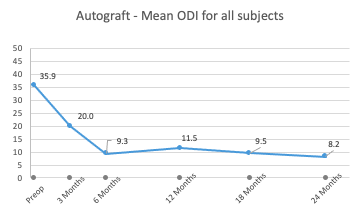 Autograft - Mean ODI for all subjects
50
45
40
35
30
25
20
15
10
5
0
35.9
20.0
9.3
11.5
9.5
8.2
Preop
3 Months
6 Months
12 Months
18 Months
24 Months